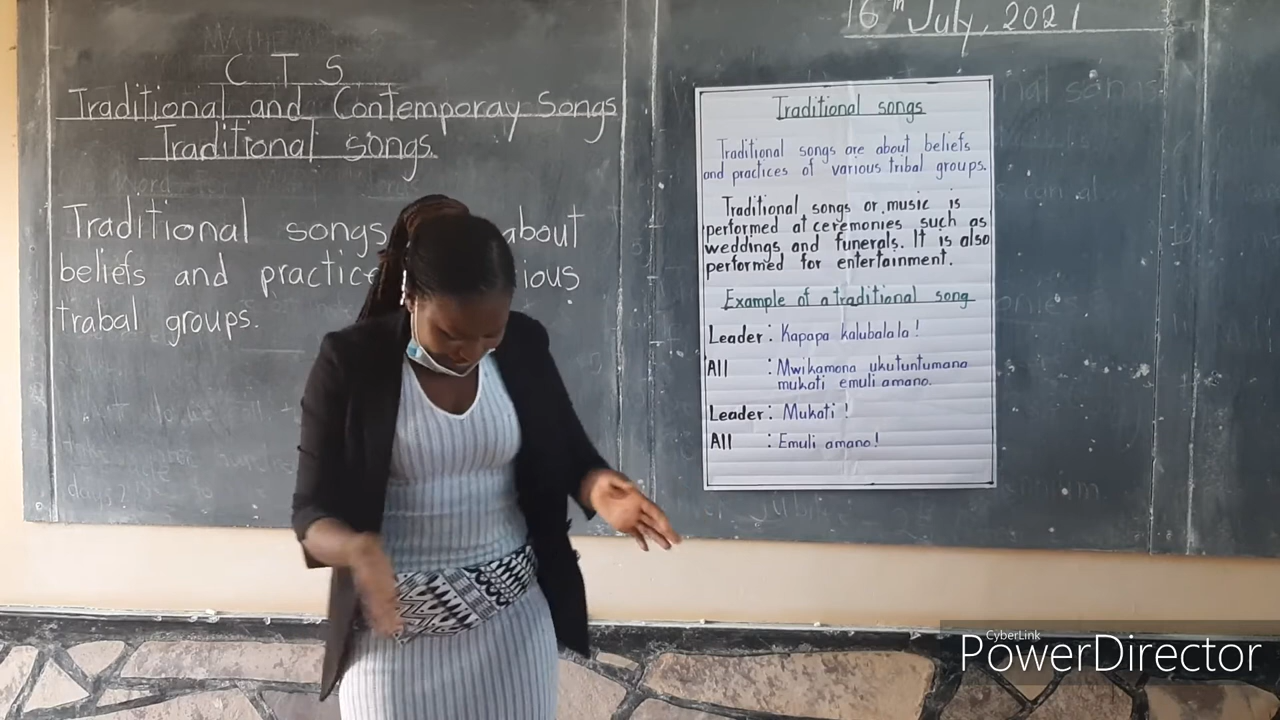 C T S
Traditional and Contemporay Songs
Traditional songs.
Traditional songs about
beliefs and practice ious
trabal groups.
16th July, 2021
Traditional songs
Traditional songs are about beliefs
and practices of various tribal groups.
Traditional songs or music is
performed at ceremonies such as
weddings and funerals. It is also
performed for entertainment.
Example of a traditional song
Leader: Kapapa kalubalala!
All : Mwikamona ukutuntumana
mukati emuli amano.
Leader: Mukati!
All : Emuli amano!
CyberLink
PowerDirector